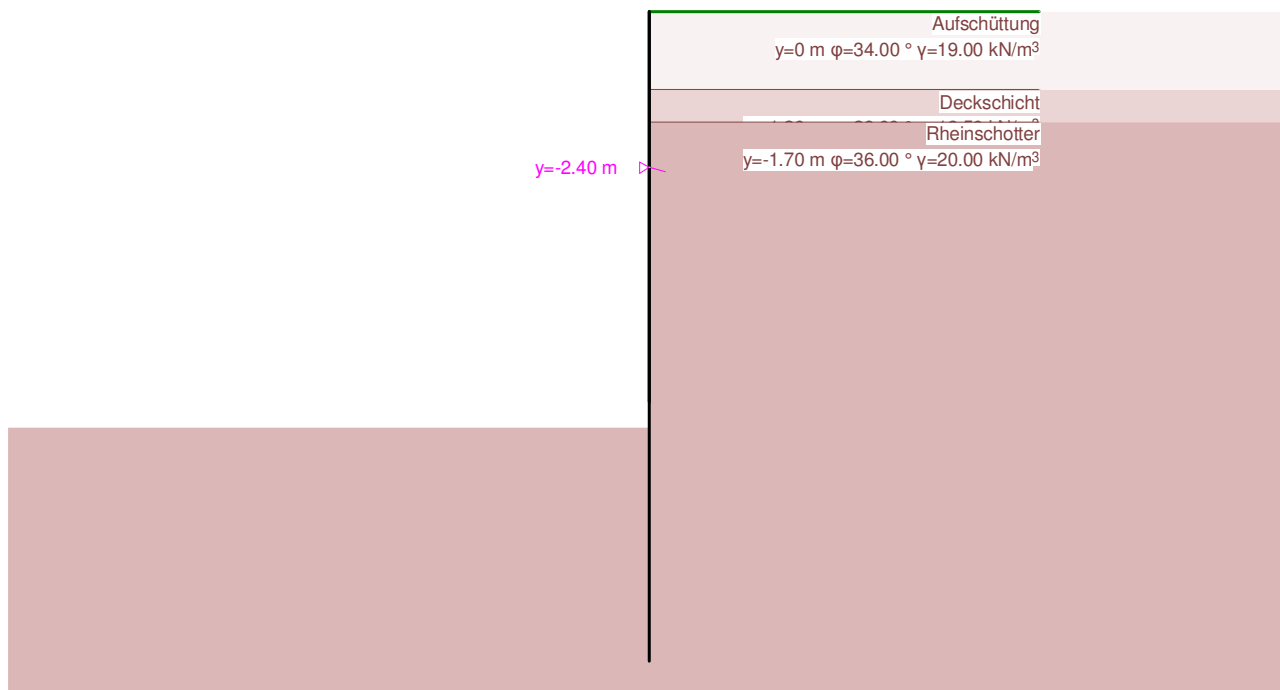 Aufschüttung
y=0 m φ=34.00 ° γ=19.00 kN/m³
Deckschicht
Rheinschotter
y=-2.40 m
y=-1.70 m φ=36.00 ° γ=20.00 kN/m³